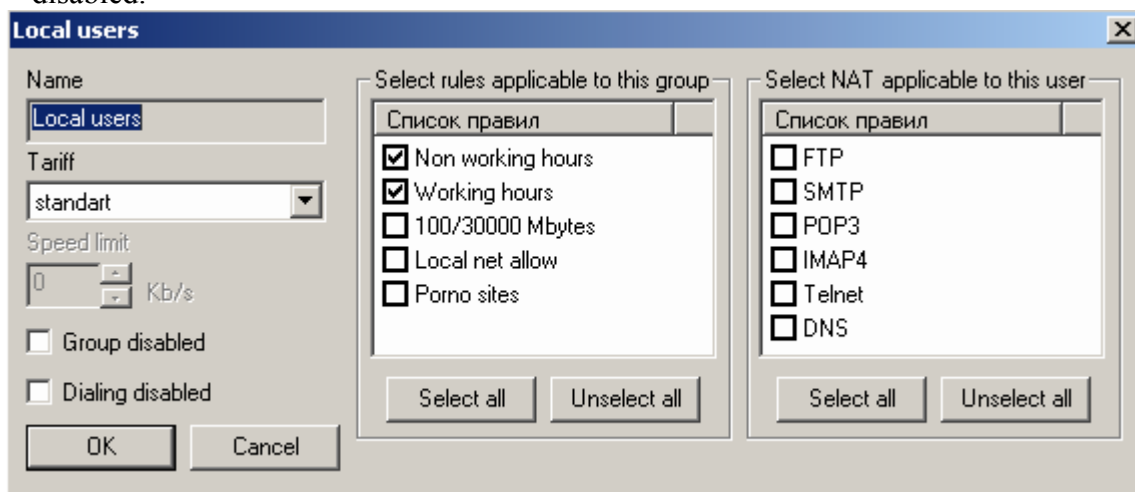 disabled.
Local users
Name
Local users
Tariff
standart
Speed limit
0 Kb/s
Group disabled
Dialing disabled
OK Cancel
Select rules applicable to this group
Список правил
Non working hours
Working hours
100/30000 Mbytes
Local net allow
Porno sites
Select all Unselect all
Select NAT applicable to this user
Список правил
FTP
SMTP
POP3
IMAP4
Telnet
DNS
Select all Unselect all